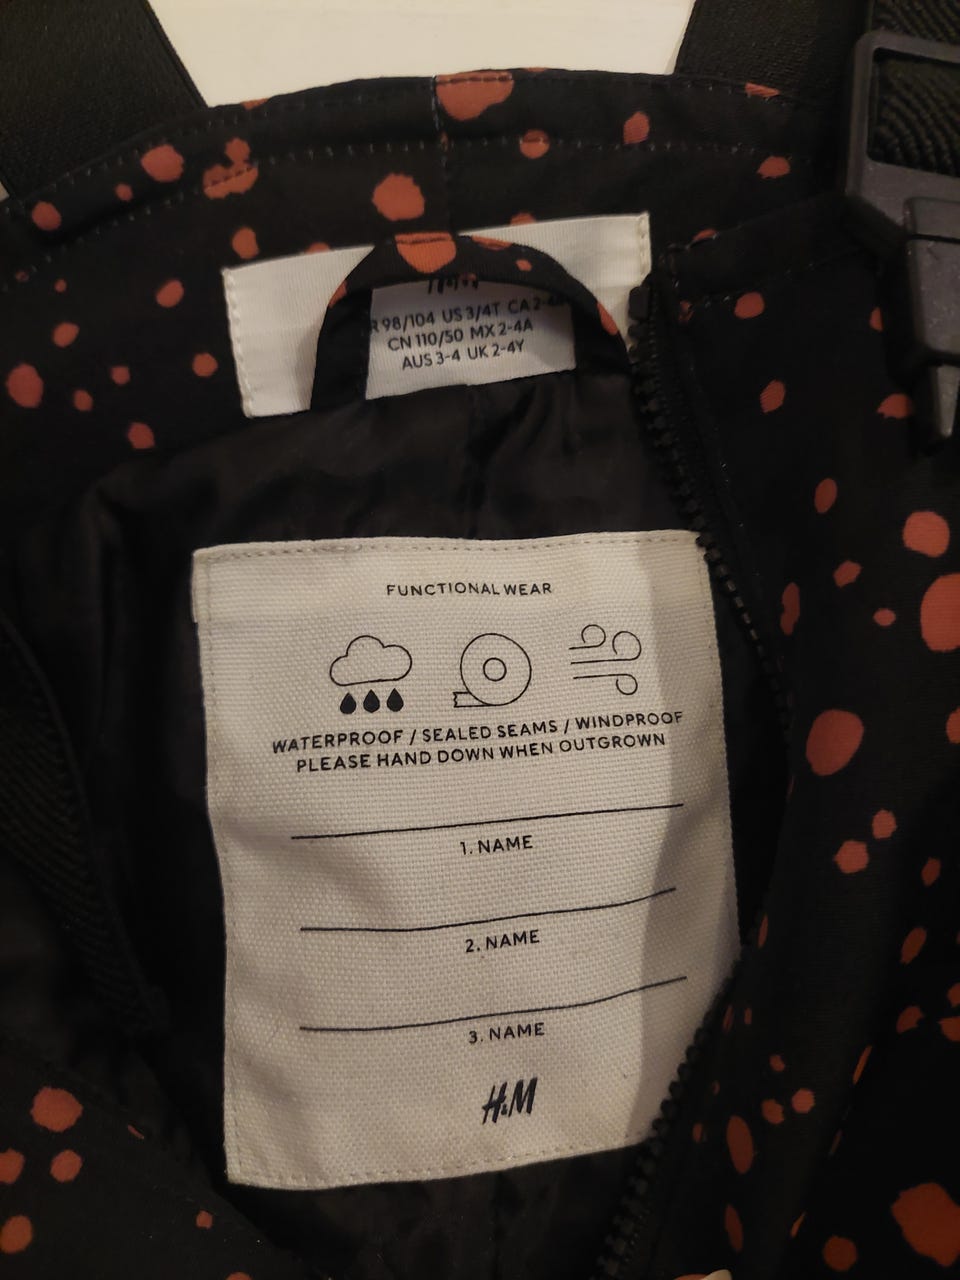 98/104 US 3/4T CA 2-4
CN 110/50 MX 2-4A
AUS 3-4 UK 2-4Y
FUNCTIONAL WEAR
WATERPROOF / SEALED SEAMS / WINDPROOF
PLEASE HAND DOWN WHEN OUTGROWN
1. NAME
2. NAME
3. NAME
H&M